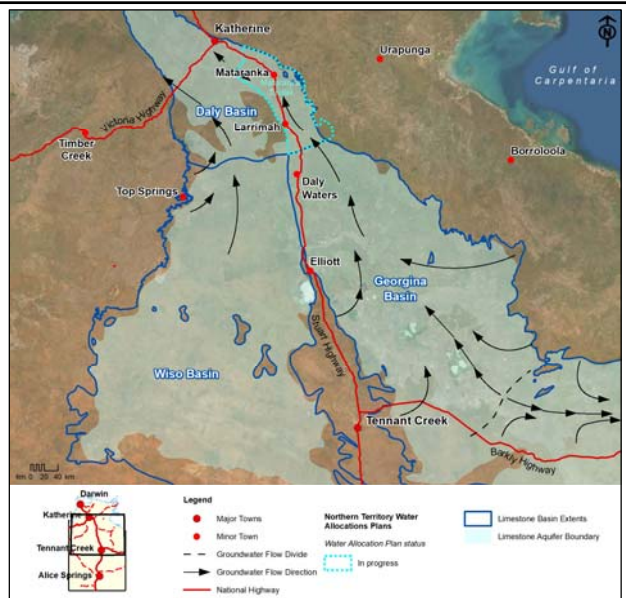 N
Katherine
Urapunga
Gulf of
Carpentaria
Mataranka
Daly Basin
Victoria Highway
Larrimah
Timber
Creek
Borroloola
Daly
Waters
Top Springs
Elliott
Georgina
Basin
Stuart Highway
Wiso Basin
Tennant Creek
Barkly Highway
km 0 20 40 km
Darwin
Katherine
Tennant Creek
Alice Springs
Legend
Major Towns
Minor Town
Groundwater Flow Divide
Groundwater Flow Direction
National Highway
Northern Territory Water
Allocations Plans
Water Allocation Plan status
In progress
Limestone Basin Extents
Limestone Aquifer Boundary